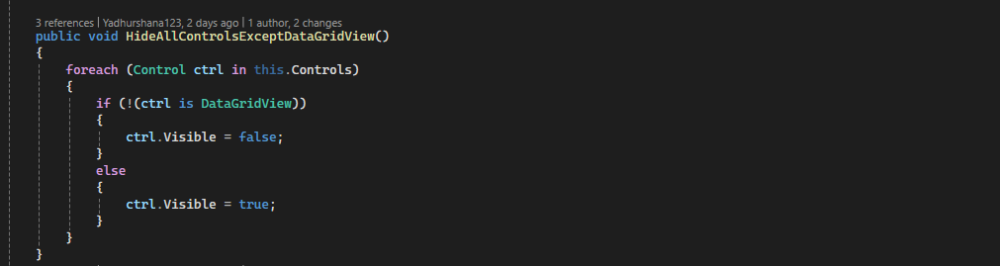 3 references | Yadhurshana123, 2 days ago | 1 author, 2 changes
public void HideAllControlsExceptDataGridView()
{
    foreach (Control ctrl in this.Controls)
    {
        if (!(ctrl is DataGridView))
        {
            ctrl.Visible = false;
        }
        else
        {
            ctrl.Visible = true;
        }
    }
}